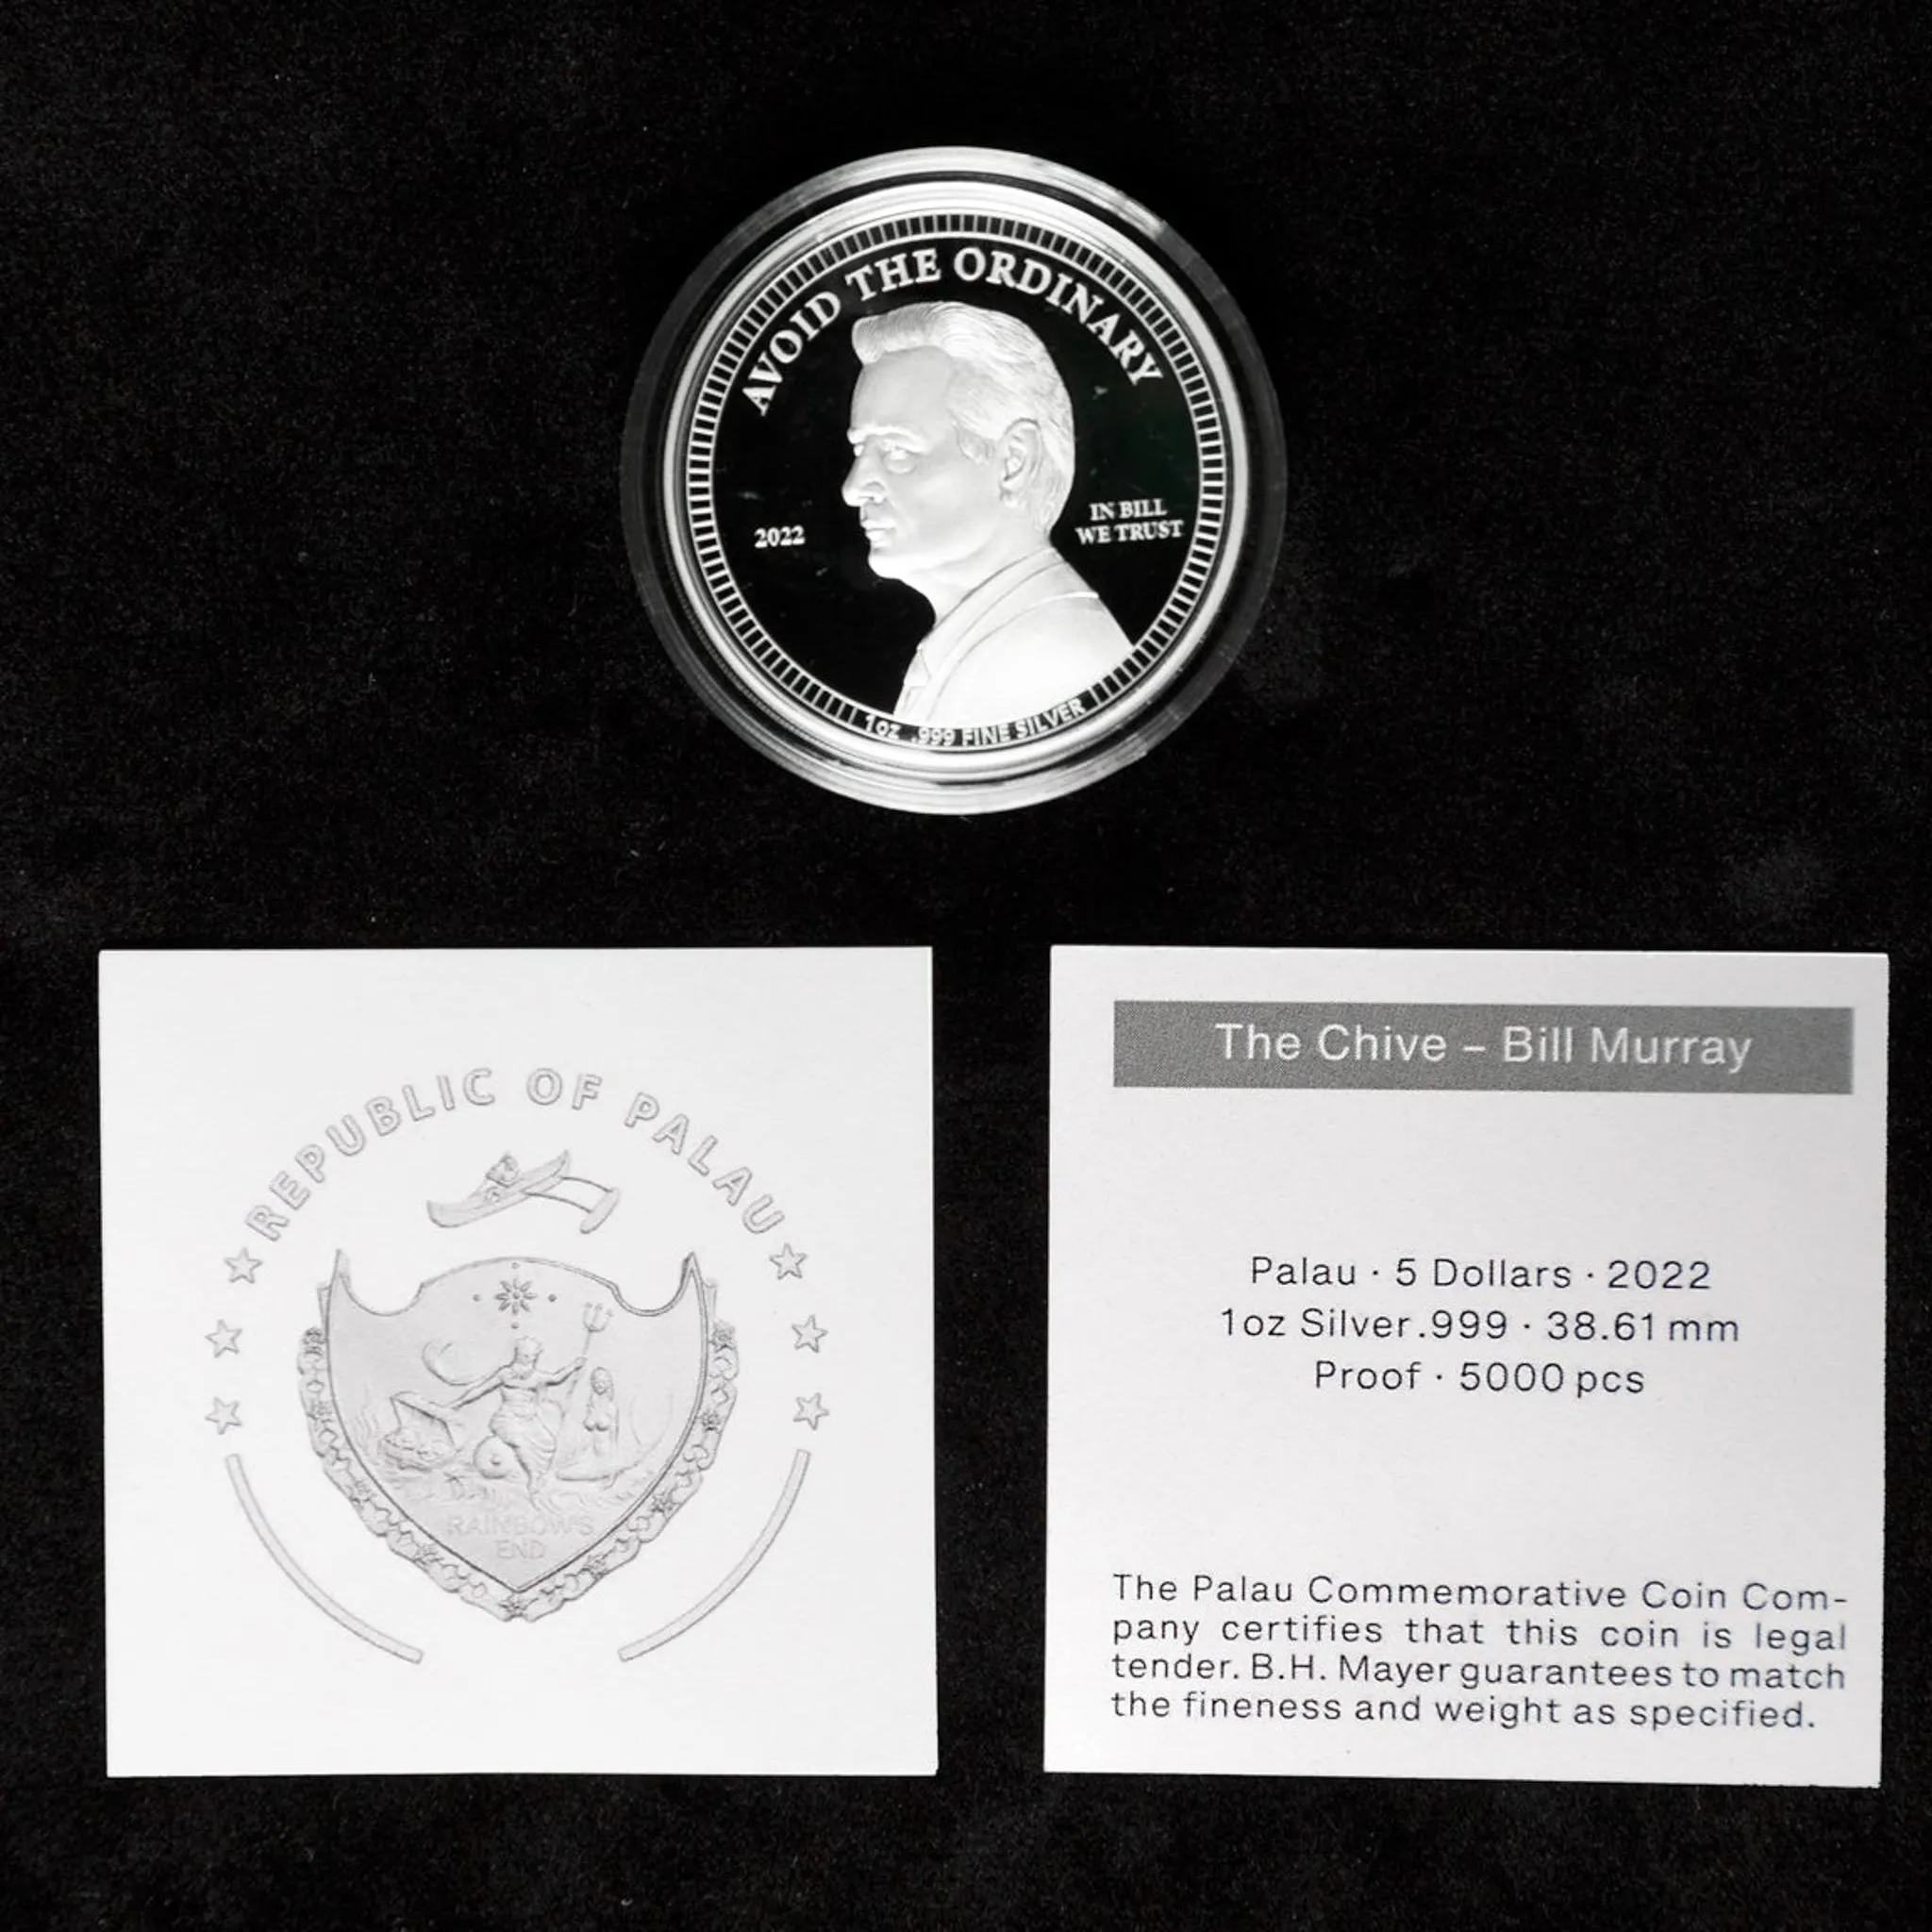 AVOID THE ORDINARY
2022
IN BILL
WE TRUST
1oz .999 FINE SILVER
REPUBLIC OF PALAU
RAINBOW'S
END
The Chive – Bill Murray
Palau · 5 Dollars · 2022
1oz Silver.999 · 38.61 mm
Proof · 5000 pcs
The Palau Commemorative Coin Com-
pany certifies that this coin is legal
tender. B.H. Mayer guarantees to match
the fineness and weight as specified.